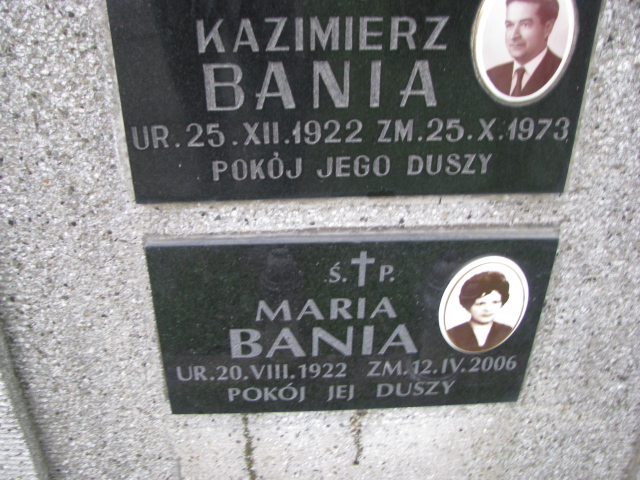 KAZIMIERZ
BANIA
UR. 25. XII. 1922 ZM. 25. X. 1973
POKÓJ JEGO DUSZY
Ś. † P.
MARIA
BANIA
UR. 20. VIII. 1922 ZM. 12. IV. 2006
POKÓJ JEJ DUSZY